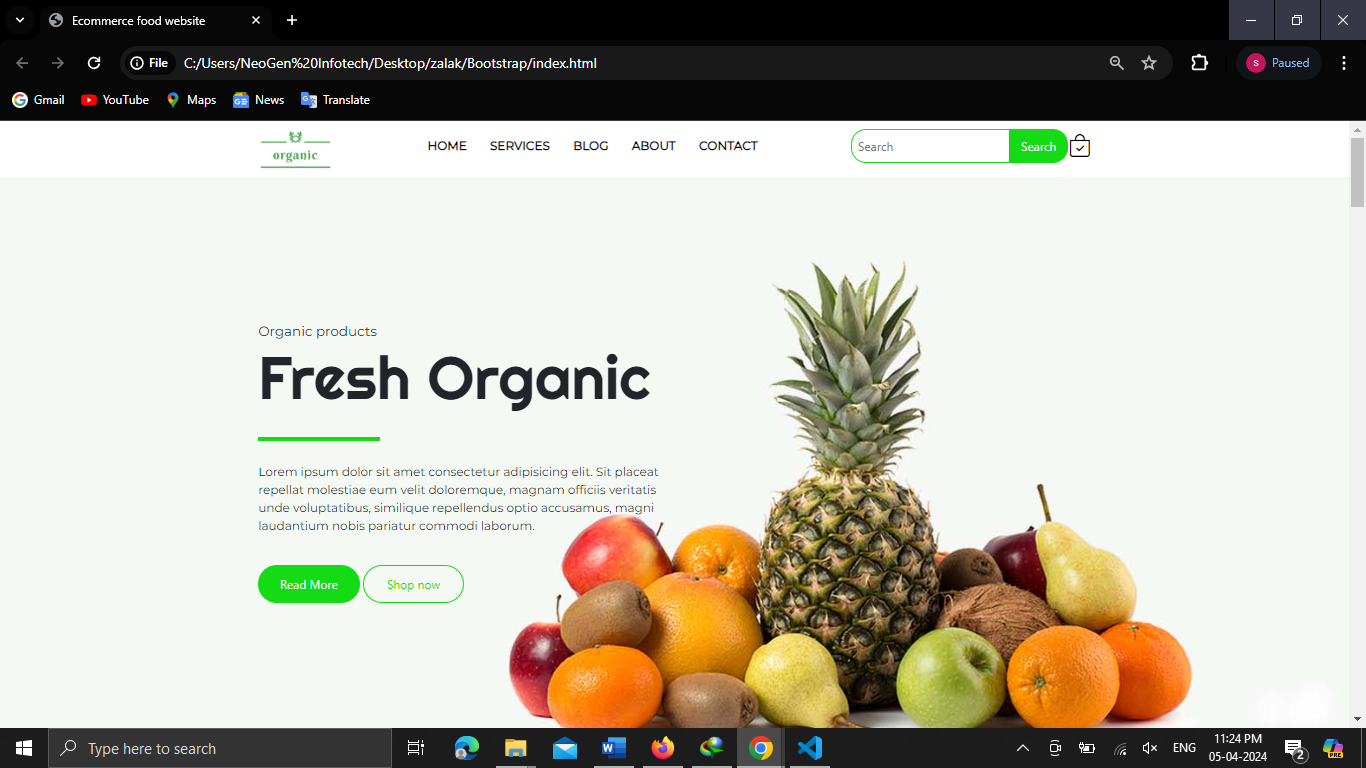 Ecommerce food website
File C:/Users/NeoGen%20Infotech/Desktop/zalak/Bootstrap/index.html S Paused
Gmail YouTube Maps News Translate
organic HOME SERVICES BLOG ABOUT CONTACT Search Search
Organic products
Fresh Organic
Lorem ipsum dolor sit amet consectetur adipisicing elit. Sit placeat
repellat molestiae eum velit doloremque, magnam officiis veritatis
unde voluptatibus, similique repellendus optio accusamus, magni
laudantium nobis pariatur commodi laborum.
Read More Shop now
Type here to search ENG 11:24 PM
05-04-2024 2 PRE